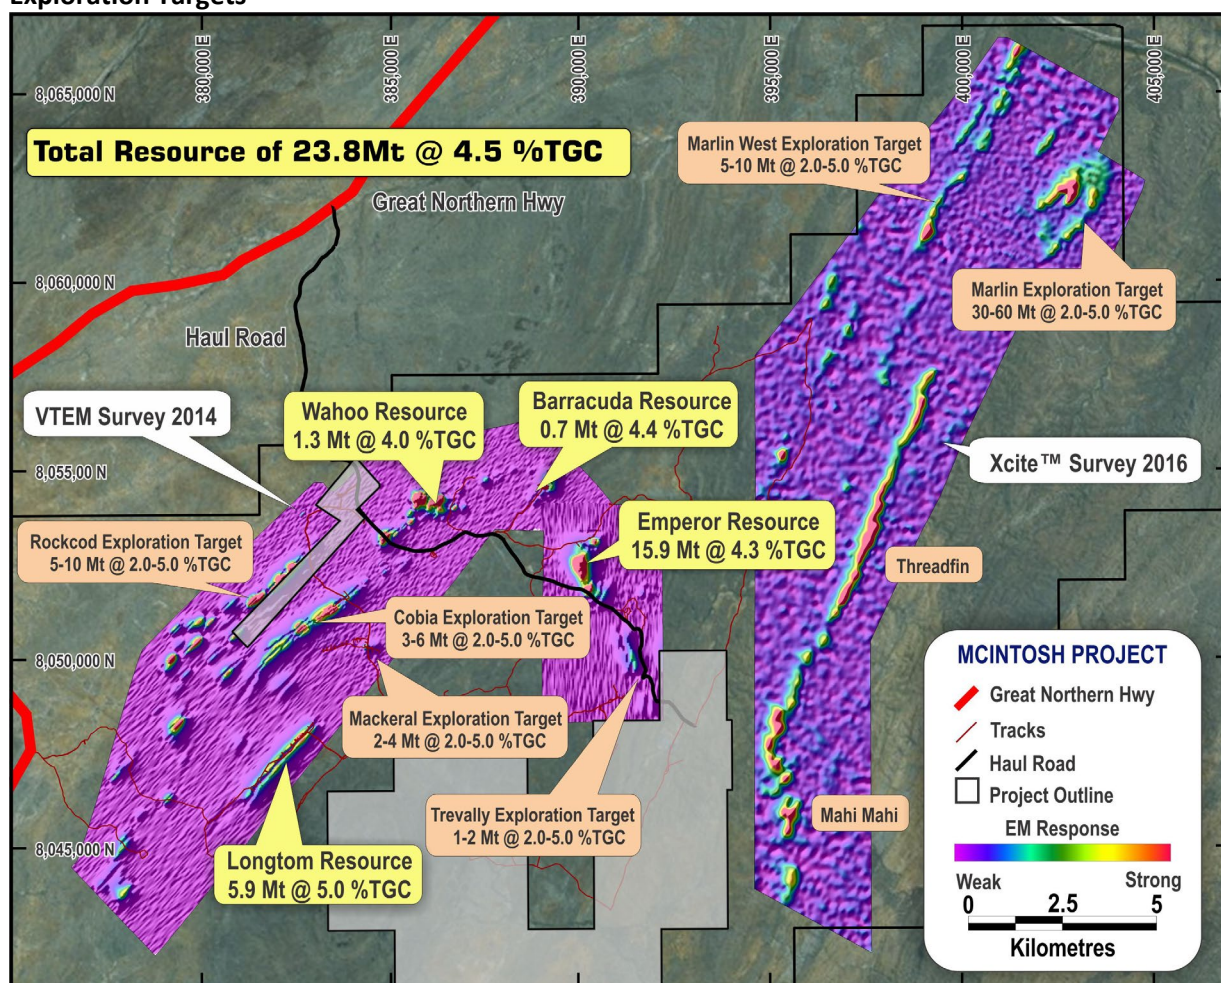 Exploration Targets
380,000 E
385,000 E
390,000 E
395,000 E
400,000 E
405,000 E
8,065,000 N
8,060,000 N
8,055,000 N
8,050,000 N
8,045,000 N
Total Resource of 23.8Mt @ 4.5 %TGC
Great Northern Hwy
Haul Road
Marlin West Exploration Target
5-10 Mt @ 2.0-5.0 %TGC
Marlin Exploration Target
30-60 Mt @ 2.0-5.0 %TGC
VTEM Survey 2014
Wahoo Resource
1.3 Mt @ 4.0 %TGC
Barracuda Resource
0.7 Mt @ 4.4 %TGC
Xcite™ Survey 2016
Emperor Resource
15.9 Mt @ 4.3 %TGC
Rockcod Exploration Target
5-10 Mt @ 2.0-5.0 %TGC
Threadfin
Cobia Exploration Target
3-6 Mt @ 2.0-5.0 %TGC
Mackeral Exploration Target
2-4 Mt @ 2.0-5.0 %TGC
Trevally Exploration Target
1-2 Mt @ 2.0-5.0 %TGC
Mahi Mahi
Longtom Resource
5.9 Mt @ 5.0 %TGC
MCINTOSH PROJECT
Great Northern Hwy
Tracks
Haul Road
Project Outline
EM Response
Weak Strong
0 2.5 5
Kilometres